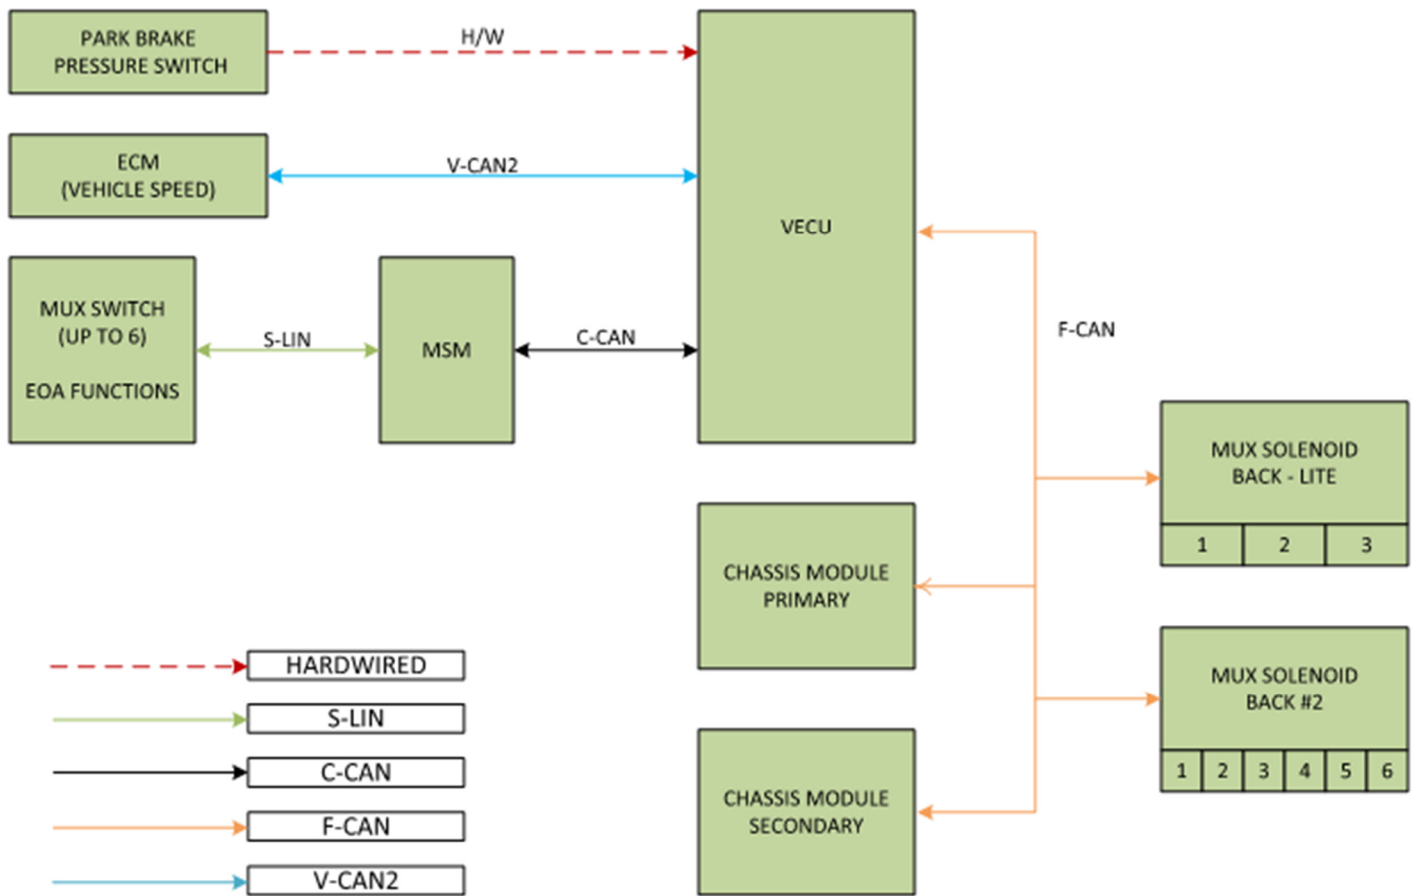 PARK BRAKE
PRESSURE SWITCH
H/W
ECM
(VEHICLE SPEED)
V-CAN2
VECU
MUX SWITCH
(UP TO 6)
EOA FUNCTIONS
S-LIN
MSM
C-CAN
F-CAN
MUX SOLENOID
BACK - LITE
1 2 3
CHASSIS MODULE
PRIMARY
MUX SOLENOID
BACK #2
1 2 3 4 5 6
CHASSIS MODULE
SECONDARY
HARDWIRED
S-LIN
C-CAN
F-CAN
V-CAN2